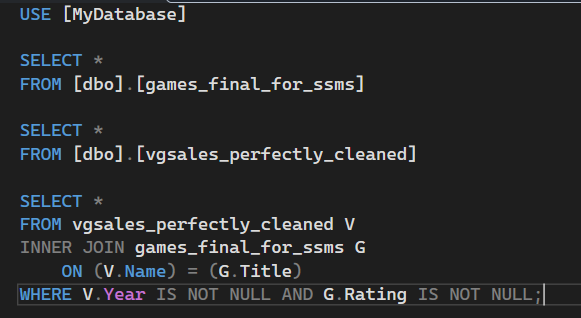 USE [MyDatabase]
SELECT *
FROM [dbo].[games_final_for_ssms]
SELECT *
FROM [dbo].[vgsales_perfectly_cleaned]
SELECT *
FROM vgsales_perfectly_cleaned V
INNER JOIN games_final_for_ssms G
    ON (V.Name) = (G.Title)
WHERE V.Year IS NOT NULL AND G.Rating IS NOT NULL;